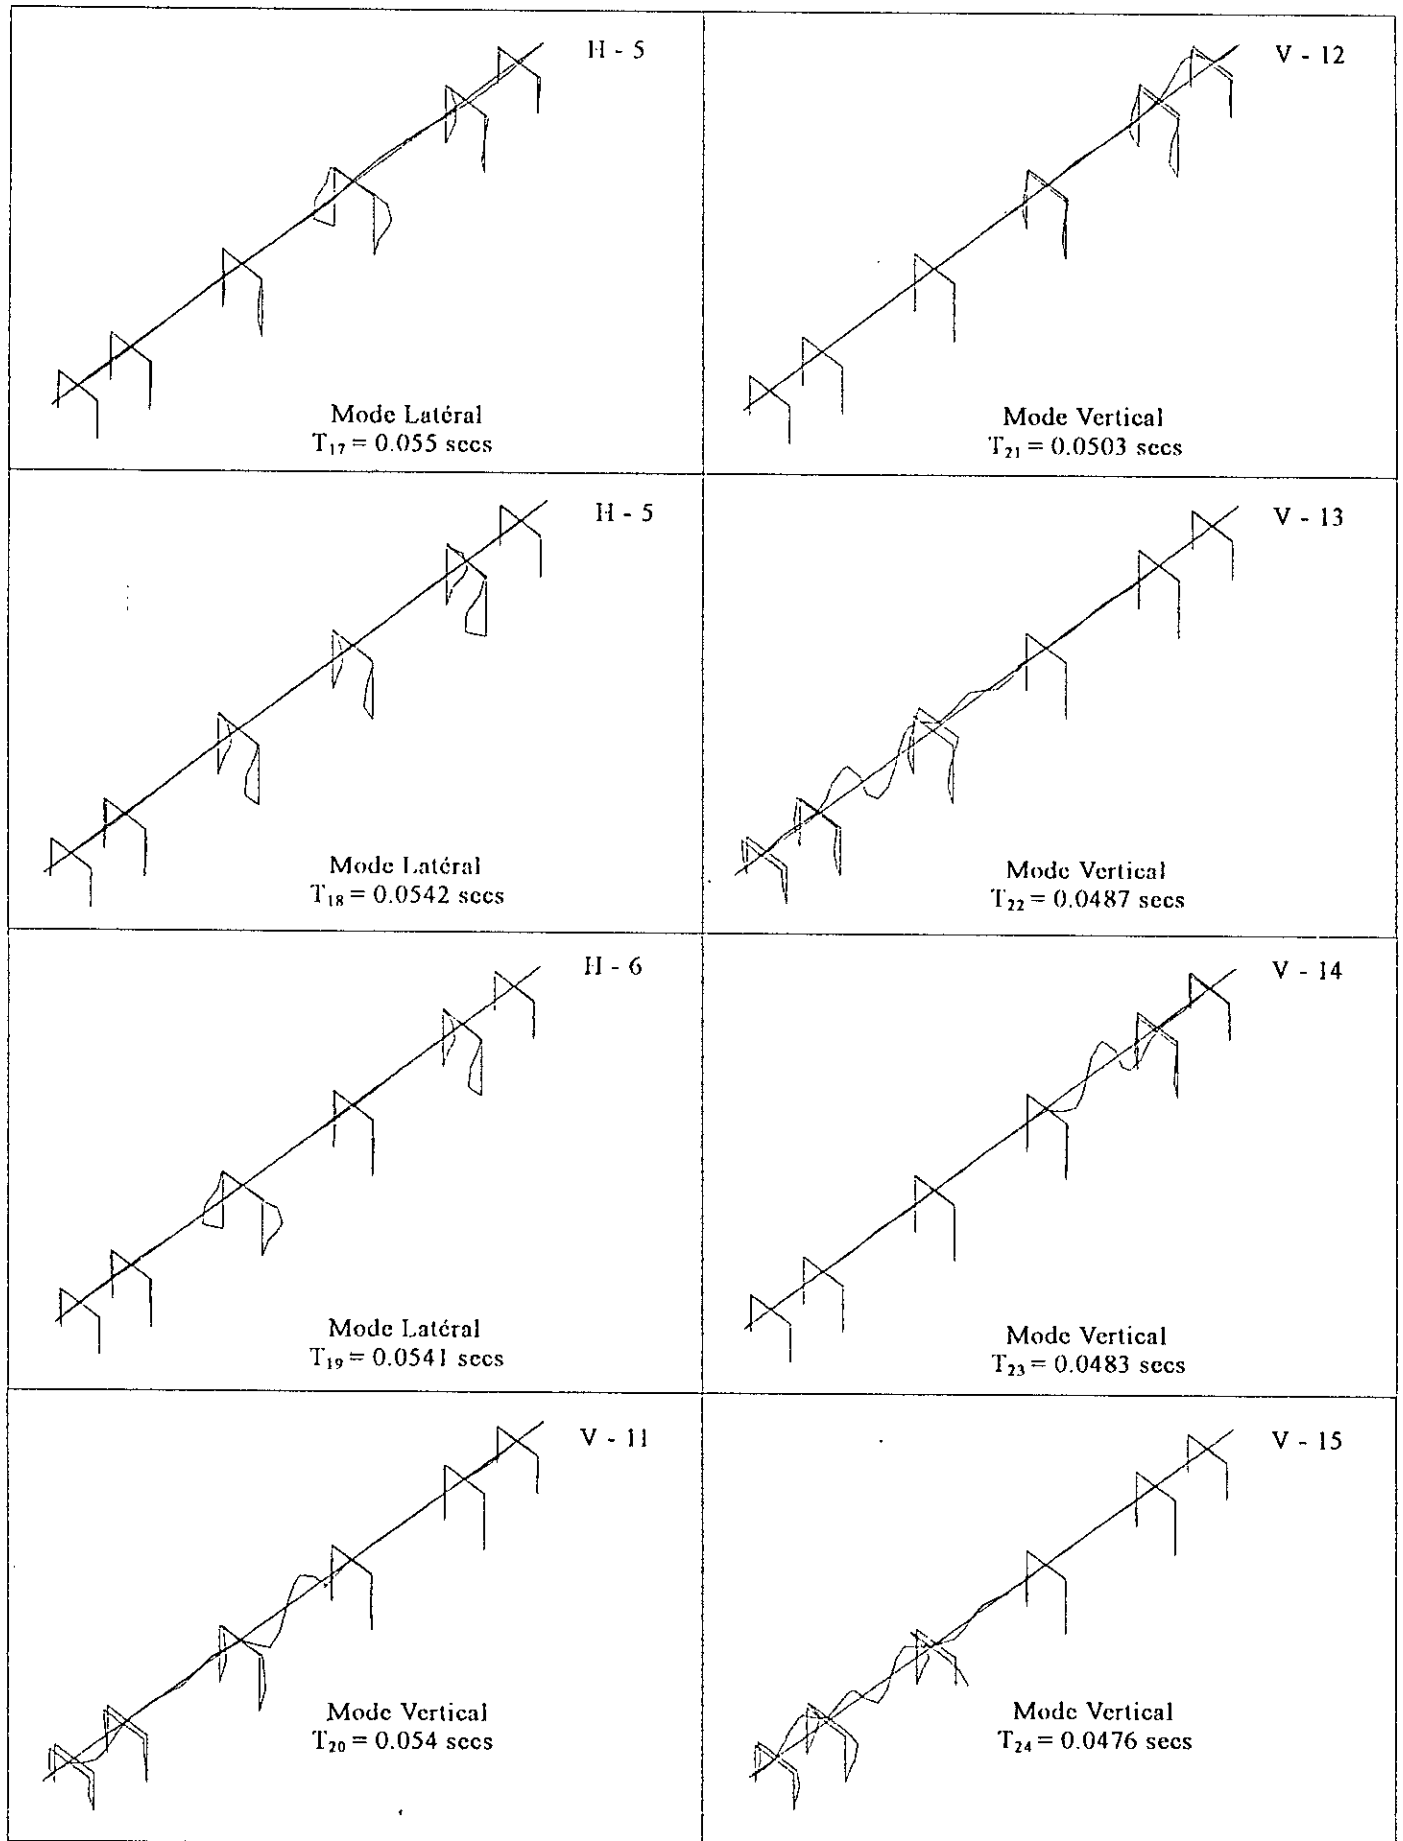 H - 5
Mode Latéral
T₁₇ = 0.055 secs
V - 12
Mode Vertical
T₂₁ = 0.0503 secs
H - 5
Mode Latéral
T₁₈ = 0.0542 secs
V - 13
Mode Vertical
T₂₂ = 0.0487 secs
H - 6
Mode Latéral
T₁₉ = 0.0541 secs
V - 14
Mode Vertical
T₂₃ = 0.0483 secs
V - 11
Mode Vertical
T₂₀ = 0.054 secs
V - 15
Mode Vertical
T₂₄ = 0.0476 secs